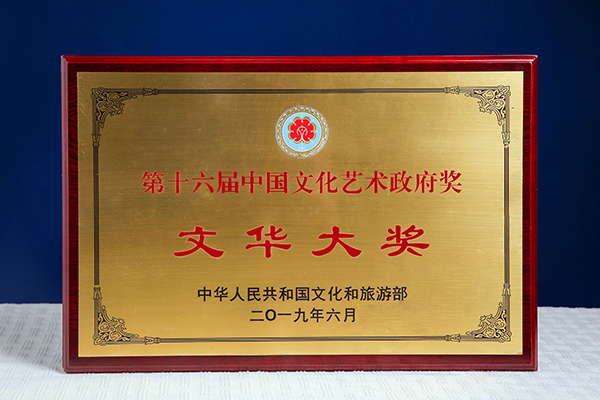 第十六届中国文化艺术政府奖
文华大奖
中华人民共和国文化和旅游部
二O一九年六月